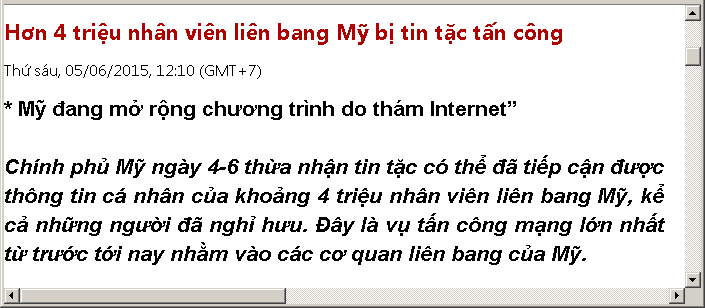 Hơn 4 triệu nhân viên liên bang Mỹ bị tin tặc tấn công
Thứ sáu, 05/06/2015, 12:10 (GMT+7)
* Mỹ đang mở rộng chương trình do thám Internet”
Chính phủ Mỹ ngày 4-6 thừa nhận tin tặc có thể đã tiếp cận được
thông tin cá nhân của khoảng 4 triệu nhân viên liên bang Mỹ, kể
cả những người đã nghỉ hưu. Đây là vụ tấn công mạng lớn nhất
từ trước tới nay nhằm vào các cơ quan liên bang của Mỹ.